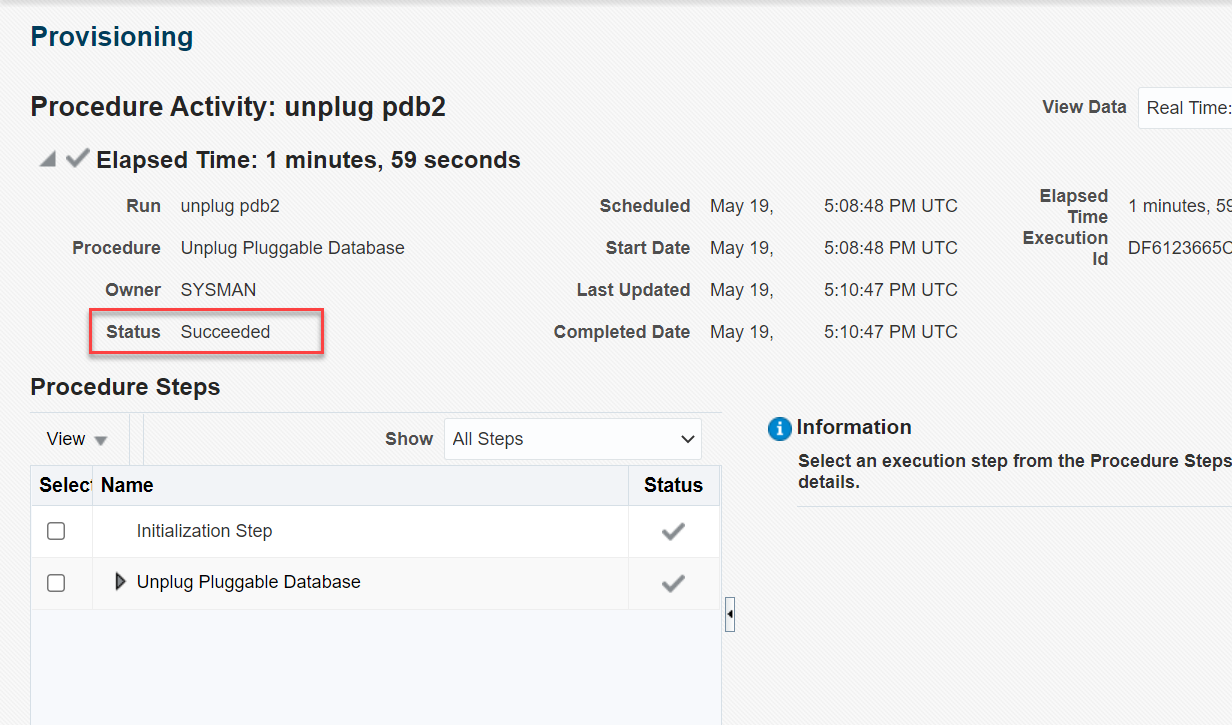 Provisioning
Procedure Activity: unplug pdb2
View Data Real Time:
Elapsed Time: 1 minutes, 59 seconds
Run unplug pdb2 Scheduled May 19, 5:08:48 PM UTC Elapsed Time 1 minutes, 59
Procedure Unplug Pluggable Database Start Date May 19, 5:08:48 PM UTC Execution Id DF6123665C
Owner SYSMAN Last Updated May 19, 5:10:47 PM UTC
Status Succeeded Completed Date May 19, 5:10:47 PM UTC
Procedure Steps
View Show All Steps
Select Name Status
Initialization Step
Unplug Pluggable Database
Information
Select an execution step from the Procedure Steps
details.